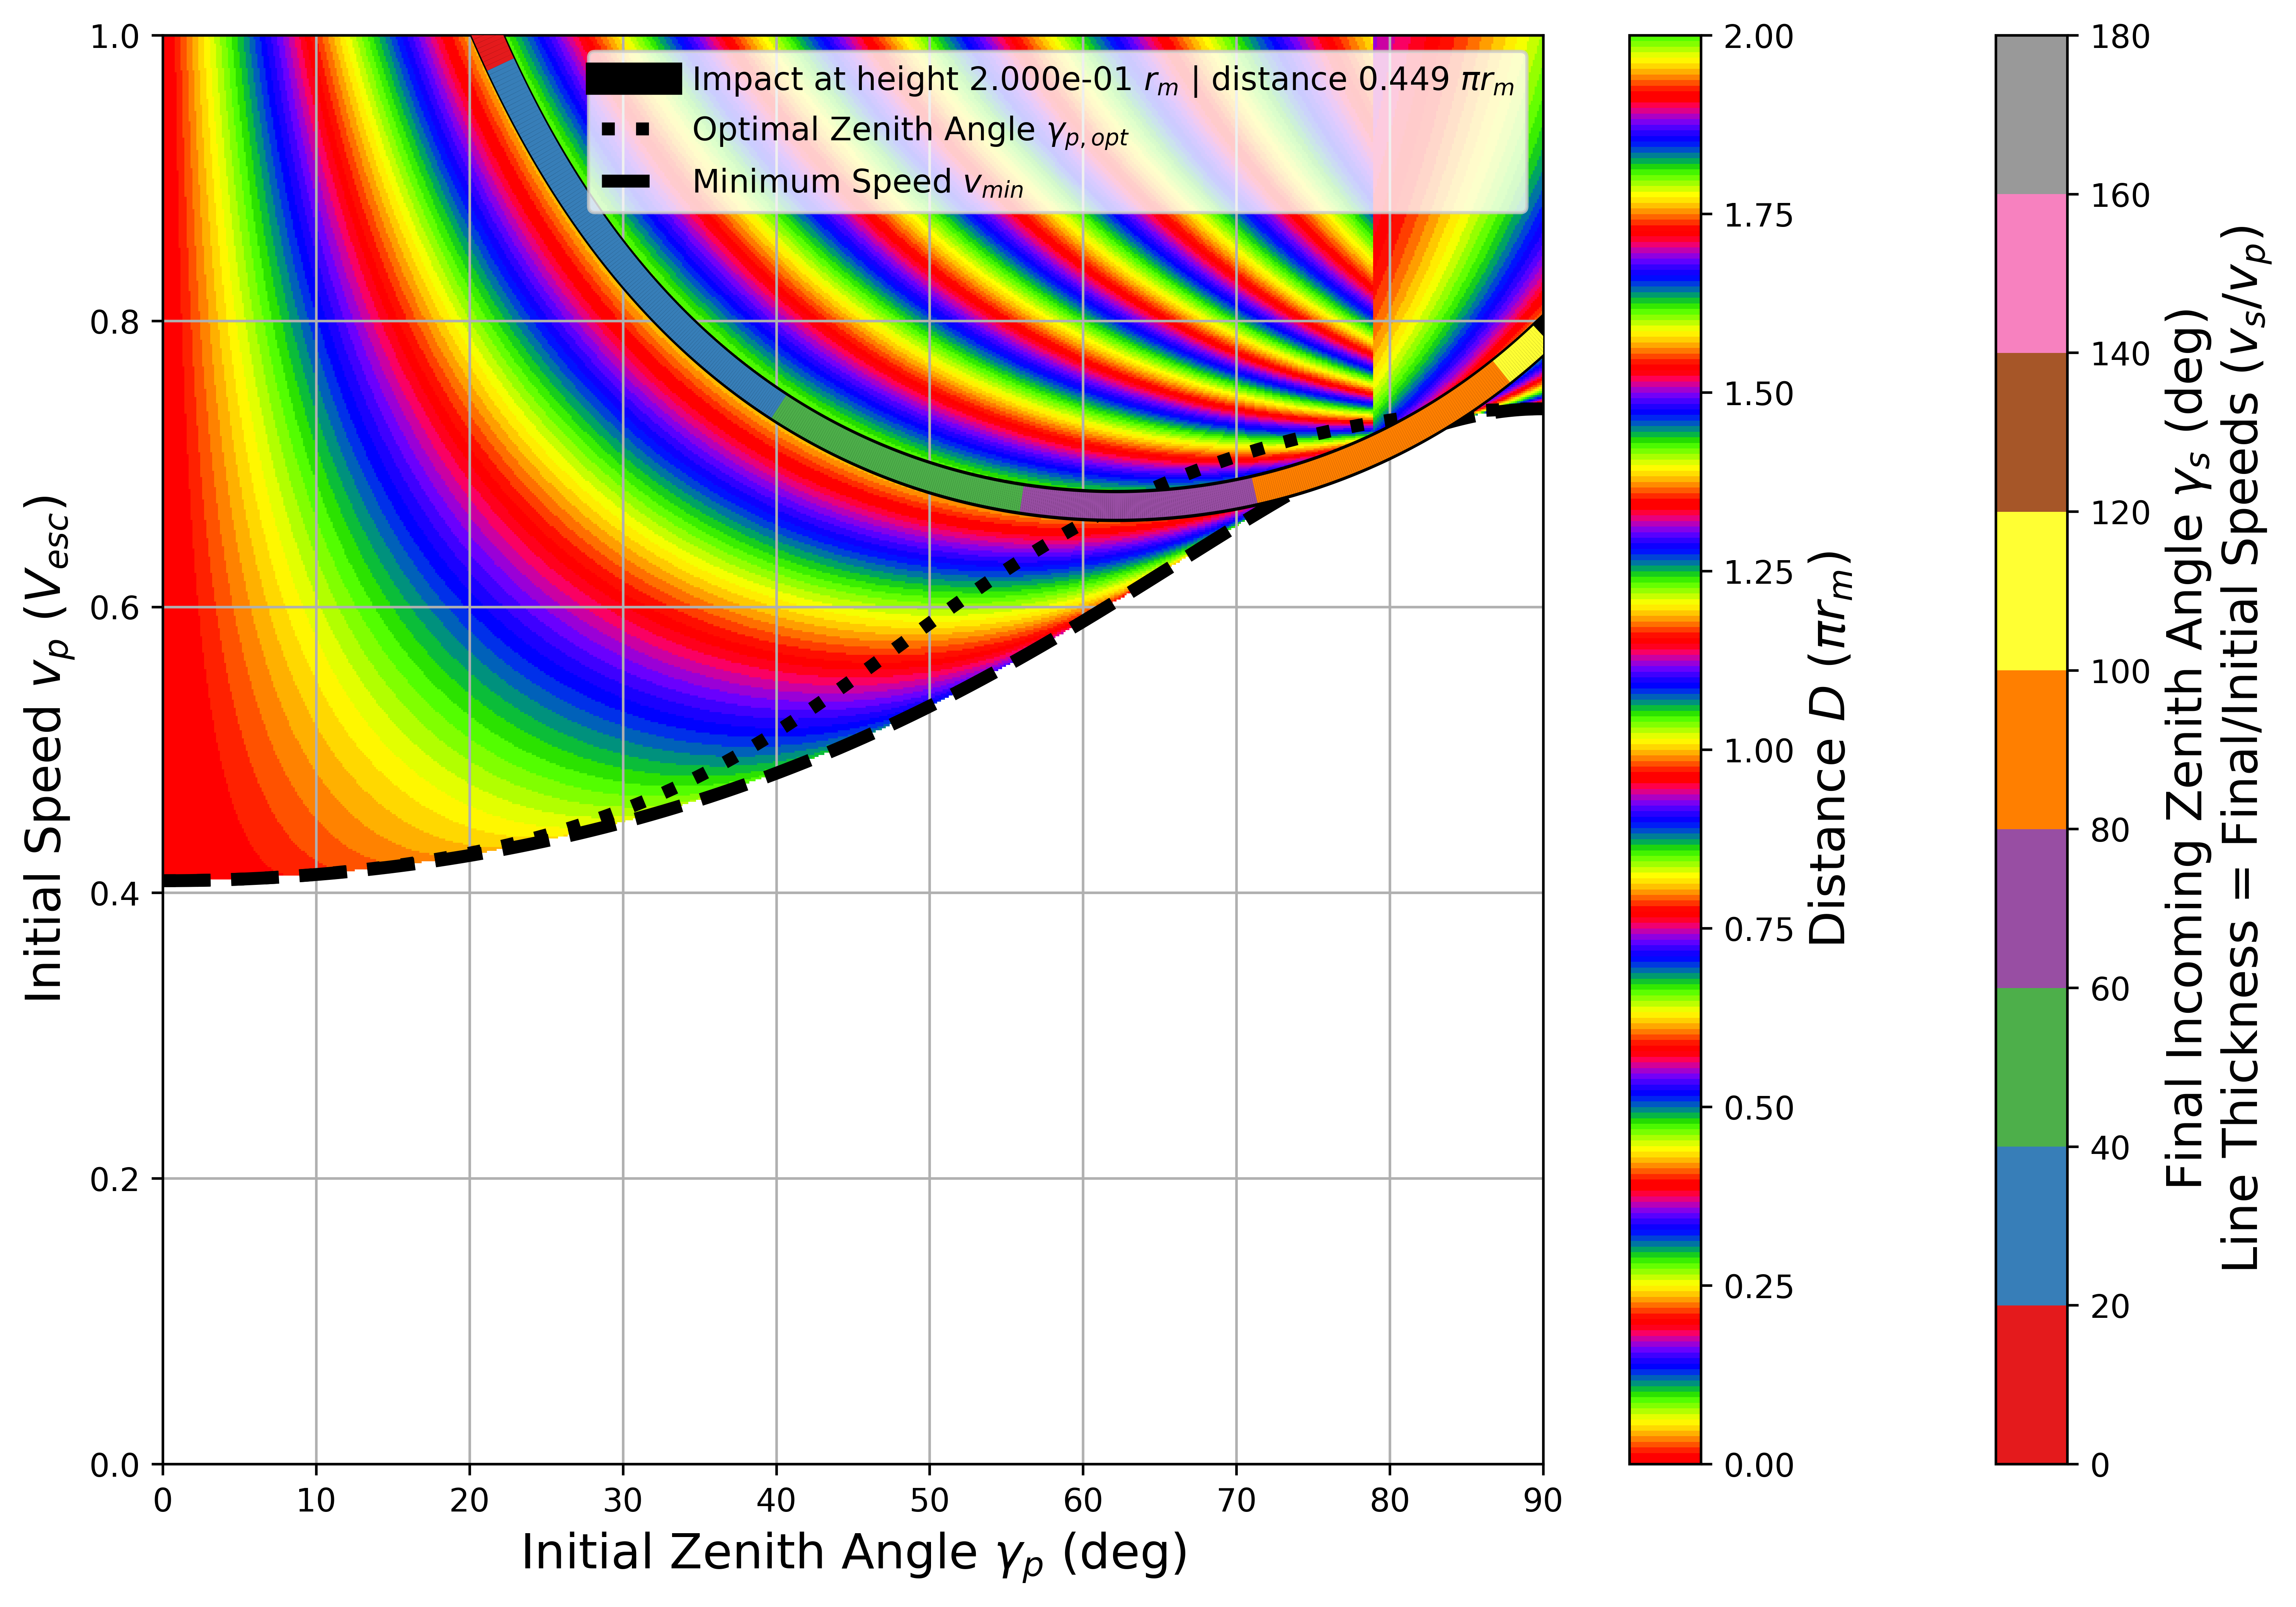 Impact at height 2.000e-01 r_m | distance 0.449 πr_m
Optimal Zenith Angle γ_p, opt
Minimum Speed v_min
1.0
0.8
0.6
0.4
0.2
0.0
Initial Speed v_p (V_esc)
0 10 20 30 40 50 60 70 80 90
Initial Zenith Angle γ_p (deg)
2.00
1.75
1.50
1.25
1.00
0.75
0.50
0.25
0.00
Distance D (πr_m)
180
160
140
120
100
80
60
40
20
0
Final Incoming Zenith Angle γ_s (deg)
Line Thickness = Final/Initial Speeds (v_s/v_p)